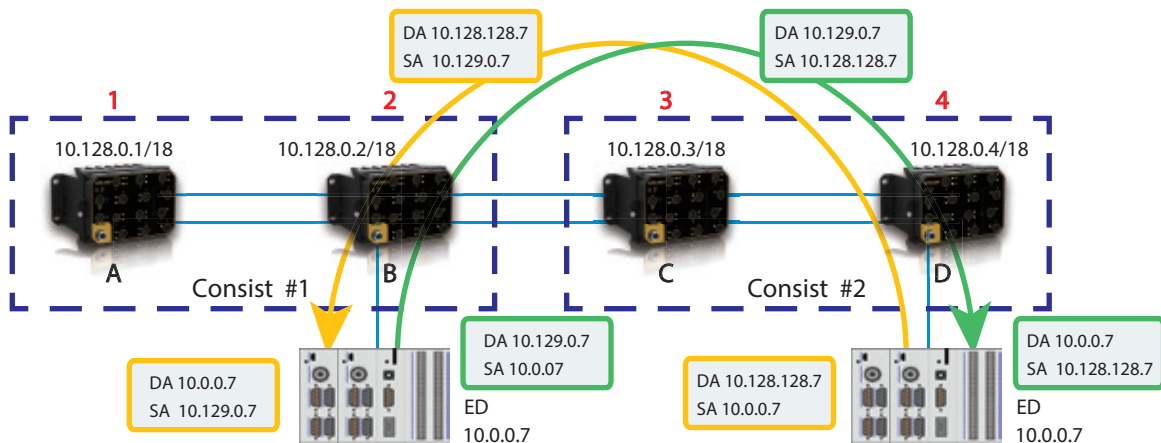 DA 10.128.128.7
SA 10.129.0.7
DA 10.129.0.7
SA 10.128.128.7
1
2
3
4
10.128.0.1/18
10.128.0.2/18
10.128.0.3/18
10.128.0.4/18
A
B
C
D
Consist #1
Consist #2
DA 10.0.0.7
SA 10.129.0.7
DA 10.129.0.7
SA 10.0.07
ED
10.0.0.7
DA 10.128.128.7
SA 10.0.0.7
DA 10.0.0.7
SA 10.128.128.7
ED
10.0.0.7